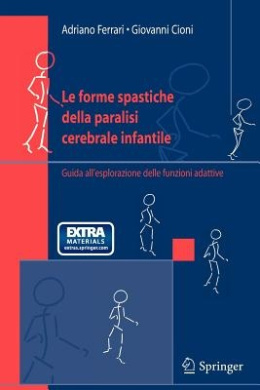 Adriano Ferrari • Giovanni Cioni
Le forme spastiche
della paralisi
cerebrale infantile
Guida all'esplorazione delle funzioni adattive
EXTRA
MATERIALS
extras.springer.com
Springer